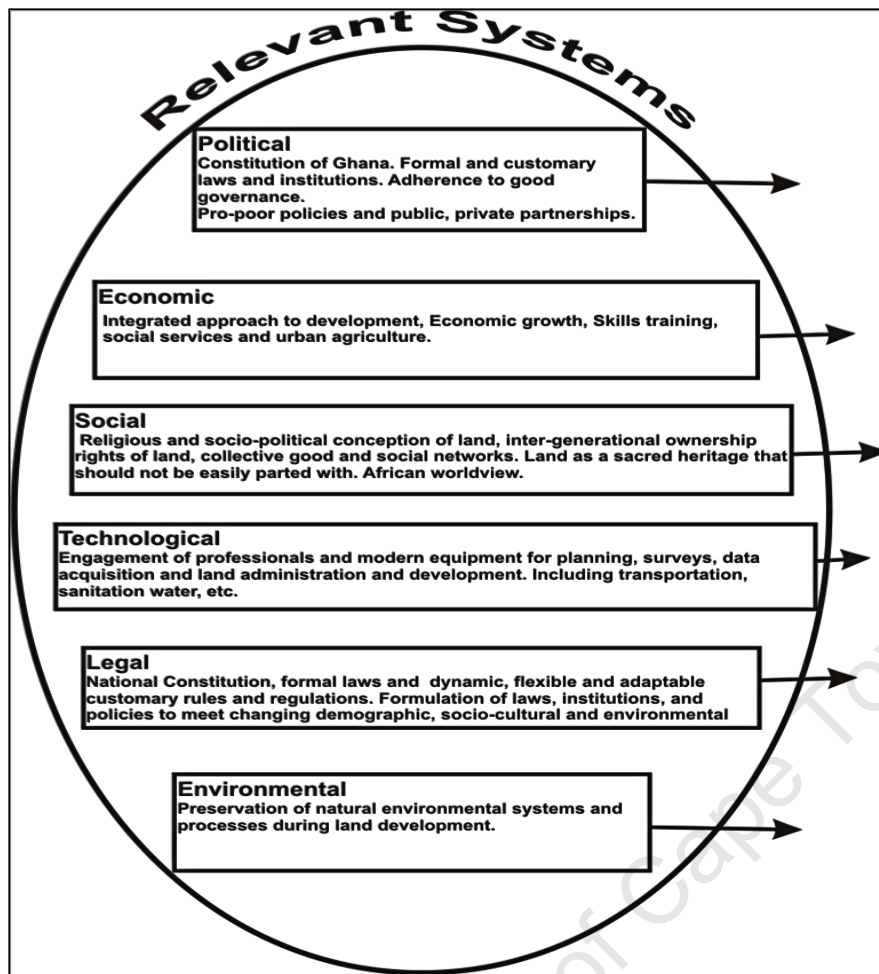 Relevant Systems
Political
Constitution of Ghana. Formal and customary
laws and institutions. Adherence to good
governance.
Pro-poor policies and public, private partnerships.
Economic
Integrated approach to development, Economic growth, Skills training,
social services and urban agriculture.
Social
Religious and socio-political conception of land, inter-generational ownership
rights of land, collective good and social networks. Land as a sacred heritage that
should not be easily parted with. African worldview.
Technological
Engagement of professionals and modern equipment for planning, surveys, data
acquisition and land administration and development. Including transportation,
sanitation water, etc.
Legal
National Constitution, formal laws and dynamic, flexible and adaptable
customary rules and regulations. Formulation of laws, institutions, and
policies to meet changing demographic, socio-cultural and environmental
Environmental
Preservation of natural environmental systems and
processes during land development.
of Cape To